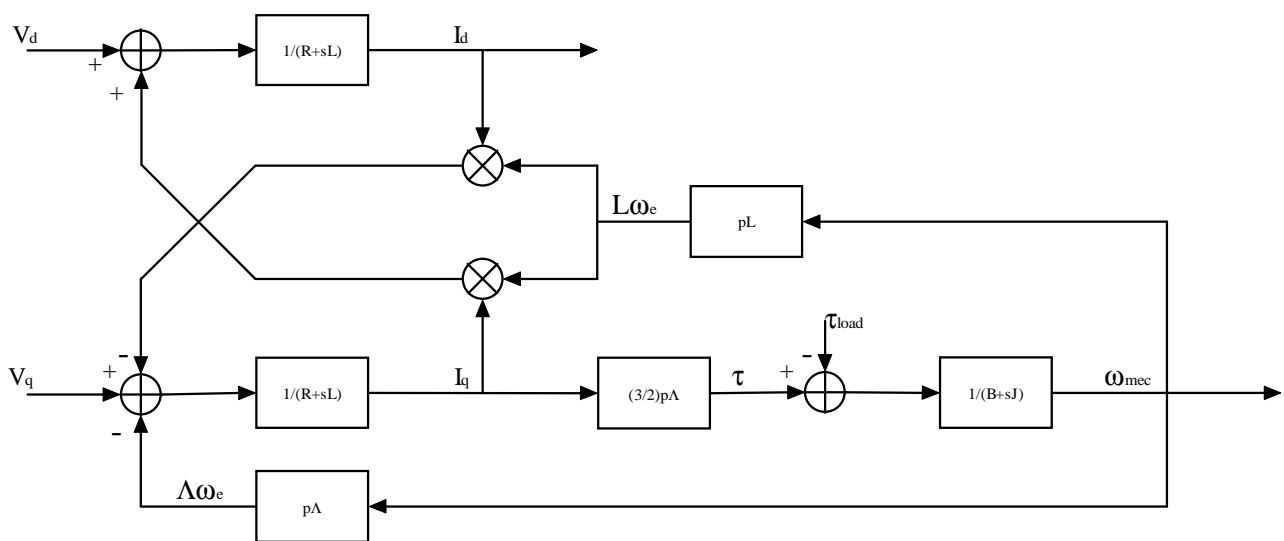 V_d
+
+
1/(R+sL)
I_d
Lω_e
pL
τ_load
-
V_q
+
-
-
1/(R+sL)
I_q
(3/2)pΛ
τ
+
1/(B+sJ)
ω_mec
Λω_e
pΛ